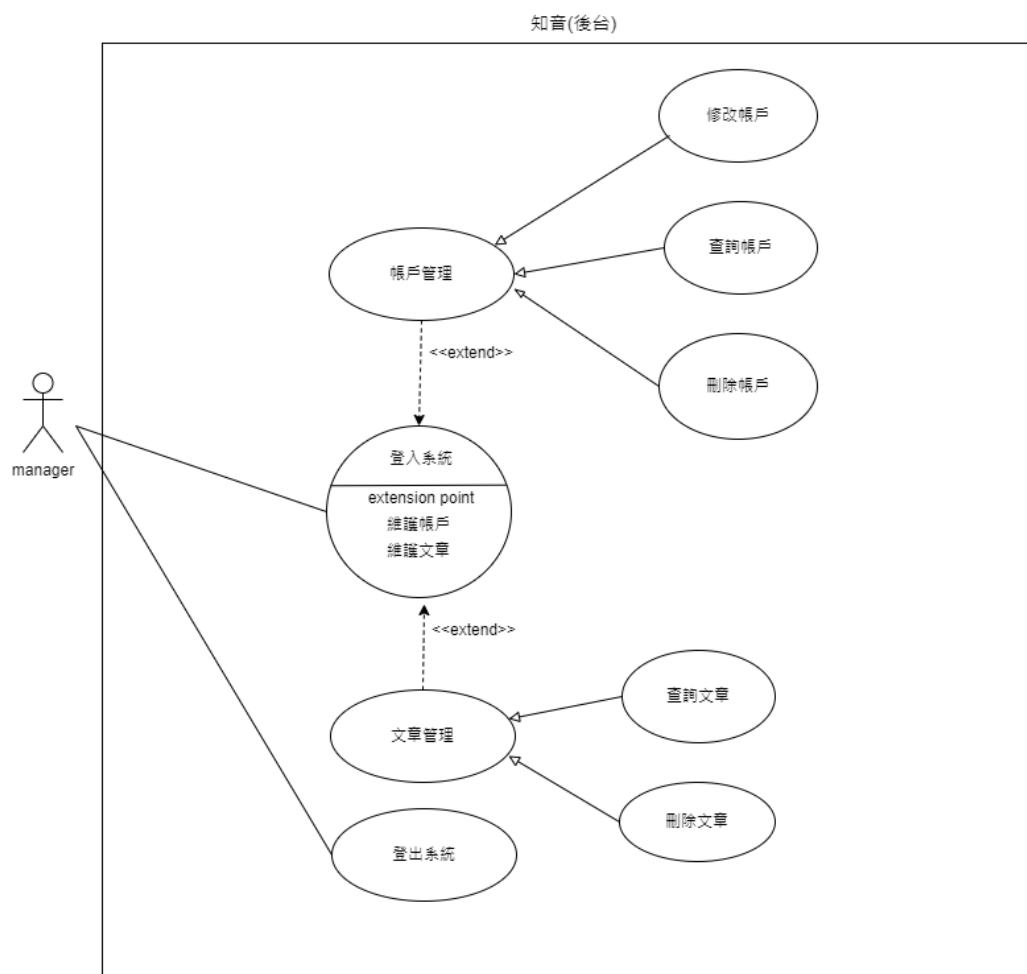 知音(後台)
修改帳戶
查詢帳戶
帳戶管理
<<extend>>
刪除帳戶
manager
登入系統
extension point
維護帳戶
維護文章
<<extend>>
查詢文章
文章管理
刪除文章
登出系統